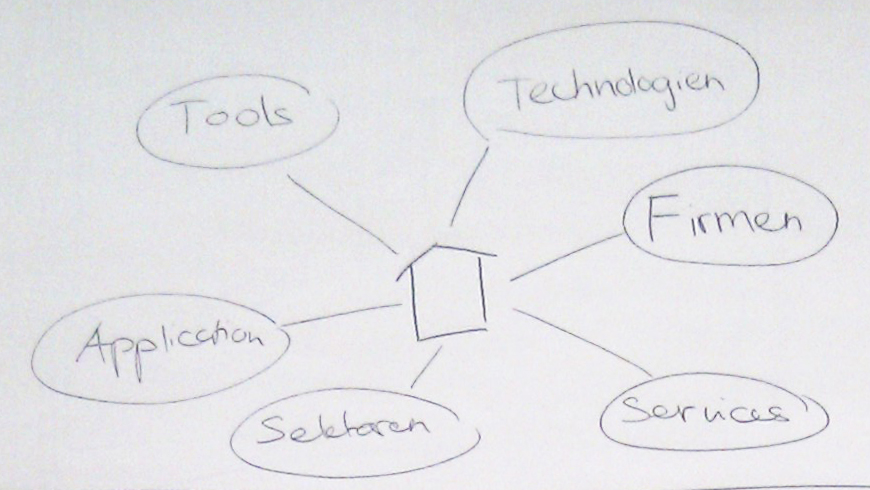 Tools
Technologien
Firmen
Application
Sektoren
Services